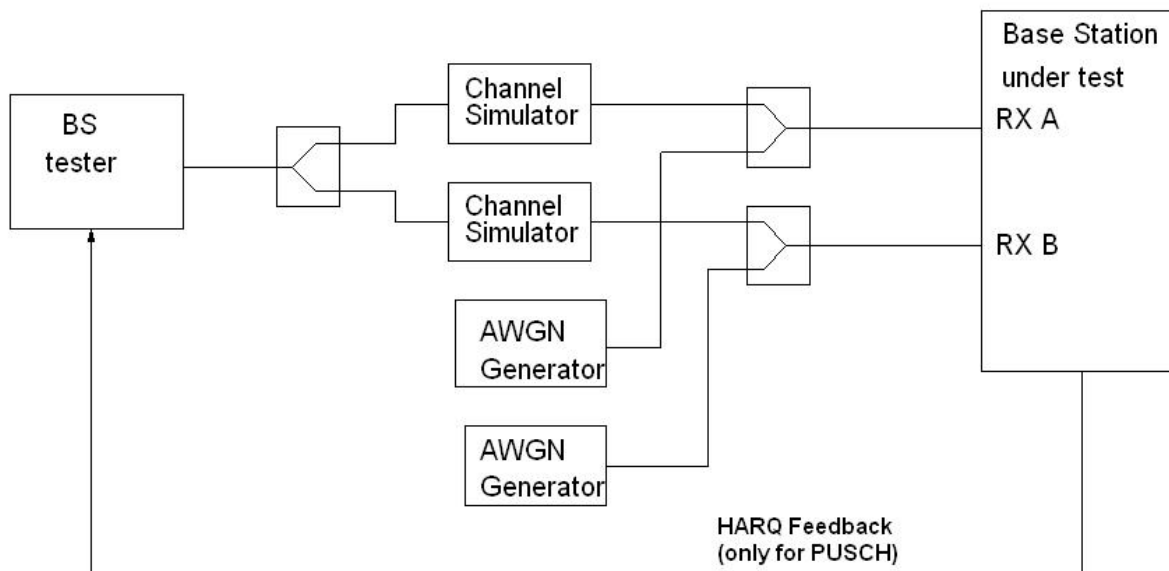 BS
tester
Channel
Simulator
Channel
Simulator
AWGN
Generator
AWGN
Generator
Base Station
under test
RX A
RX B
HARQ Feedback
(only for PUSCH)